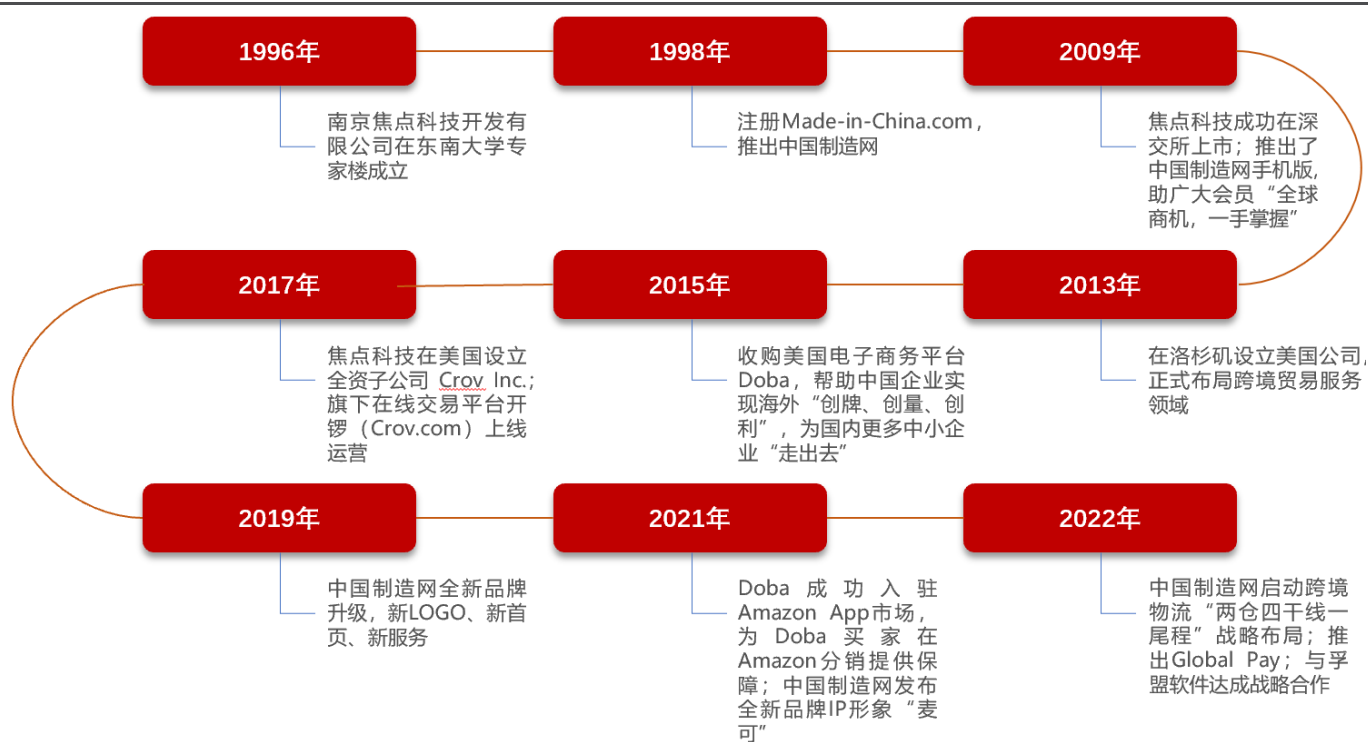 1996年
南京焦点科技开发有
限公司在东南大学专
家楼成立
1998年
注册Made-in-China.com，
推出中国制造网
2009年
焦点科技成功在深
交所上市；推出了
中国制造网手机版，
助广大会员“全球
商机，一手掌握”
2013年
在洛杉矶设立美国公司，
正式布局跨境贸易服务
领域
2015年
收购美国电子商务平台
Doba，帮助中国企业实
现海外“创牌、创量、创
利”，为国内更多中小企
业“走出去”
2017年
焦点科技在美国设立
全资子公司 Crov Inc.；
旗下在线交易平台开
锣（Crov.com）上线
运营
2019年
中国制造网全新品牌
升级，新LOGO、新首
页、新服务
2021年
Doba 成功入驻
Amazon App市场，
为 Doba 买家在
Amazon分销提供保
障；中国制造网发布
全新品牌IP形象“麦
可”
2022年
中国制造网启动跨境
物流“两仓四干线一
尾程”战略布局；推
出Global Pay；与孚
盟软件达成战略合作